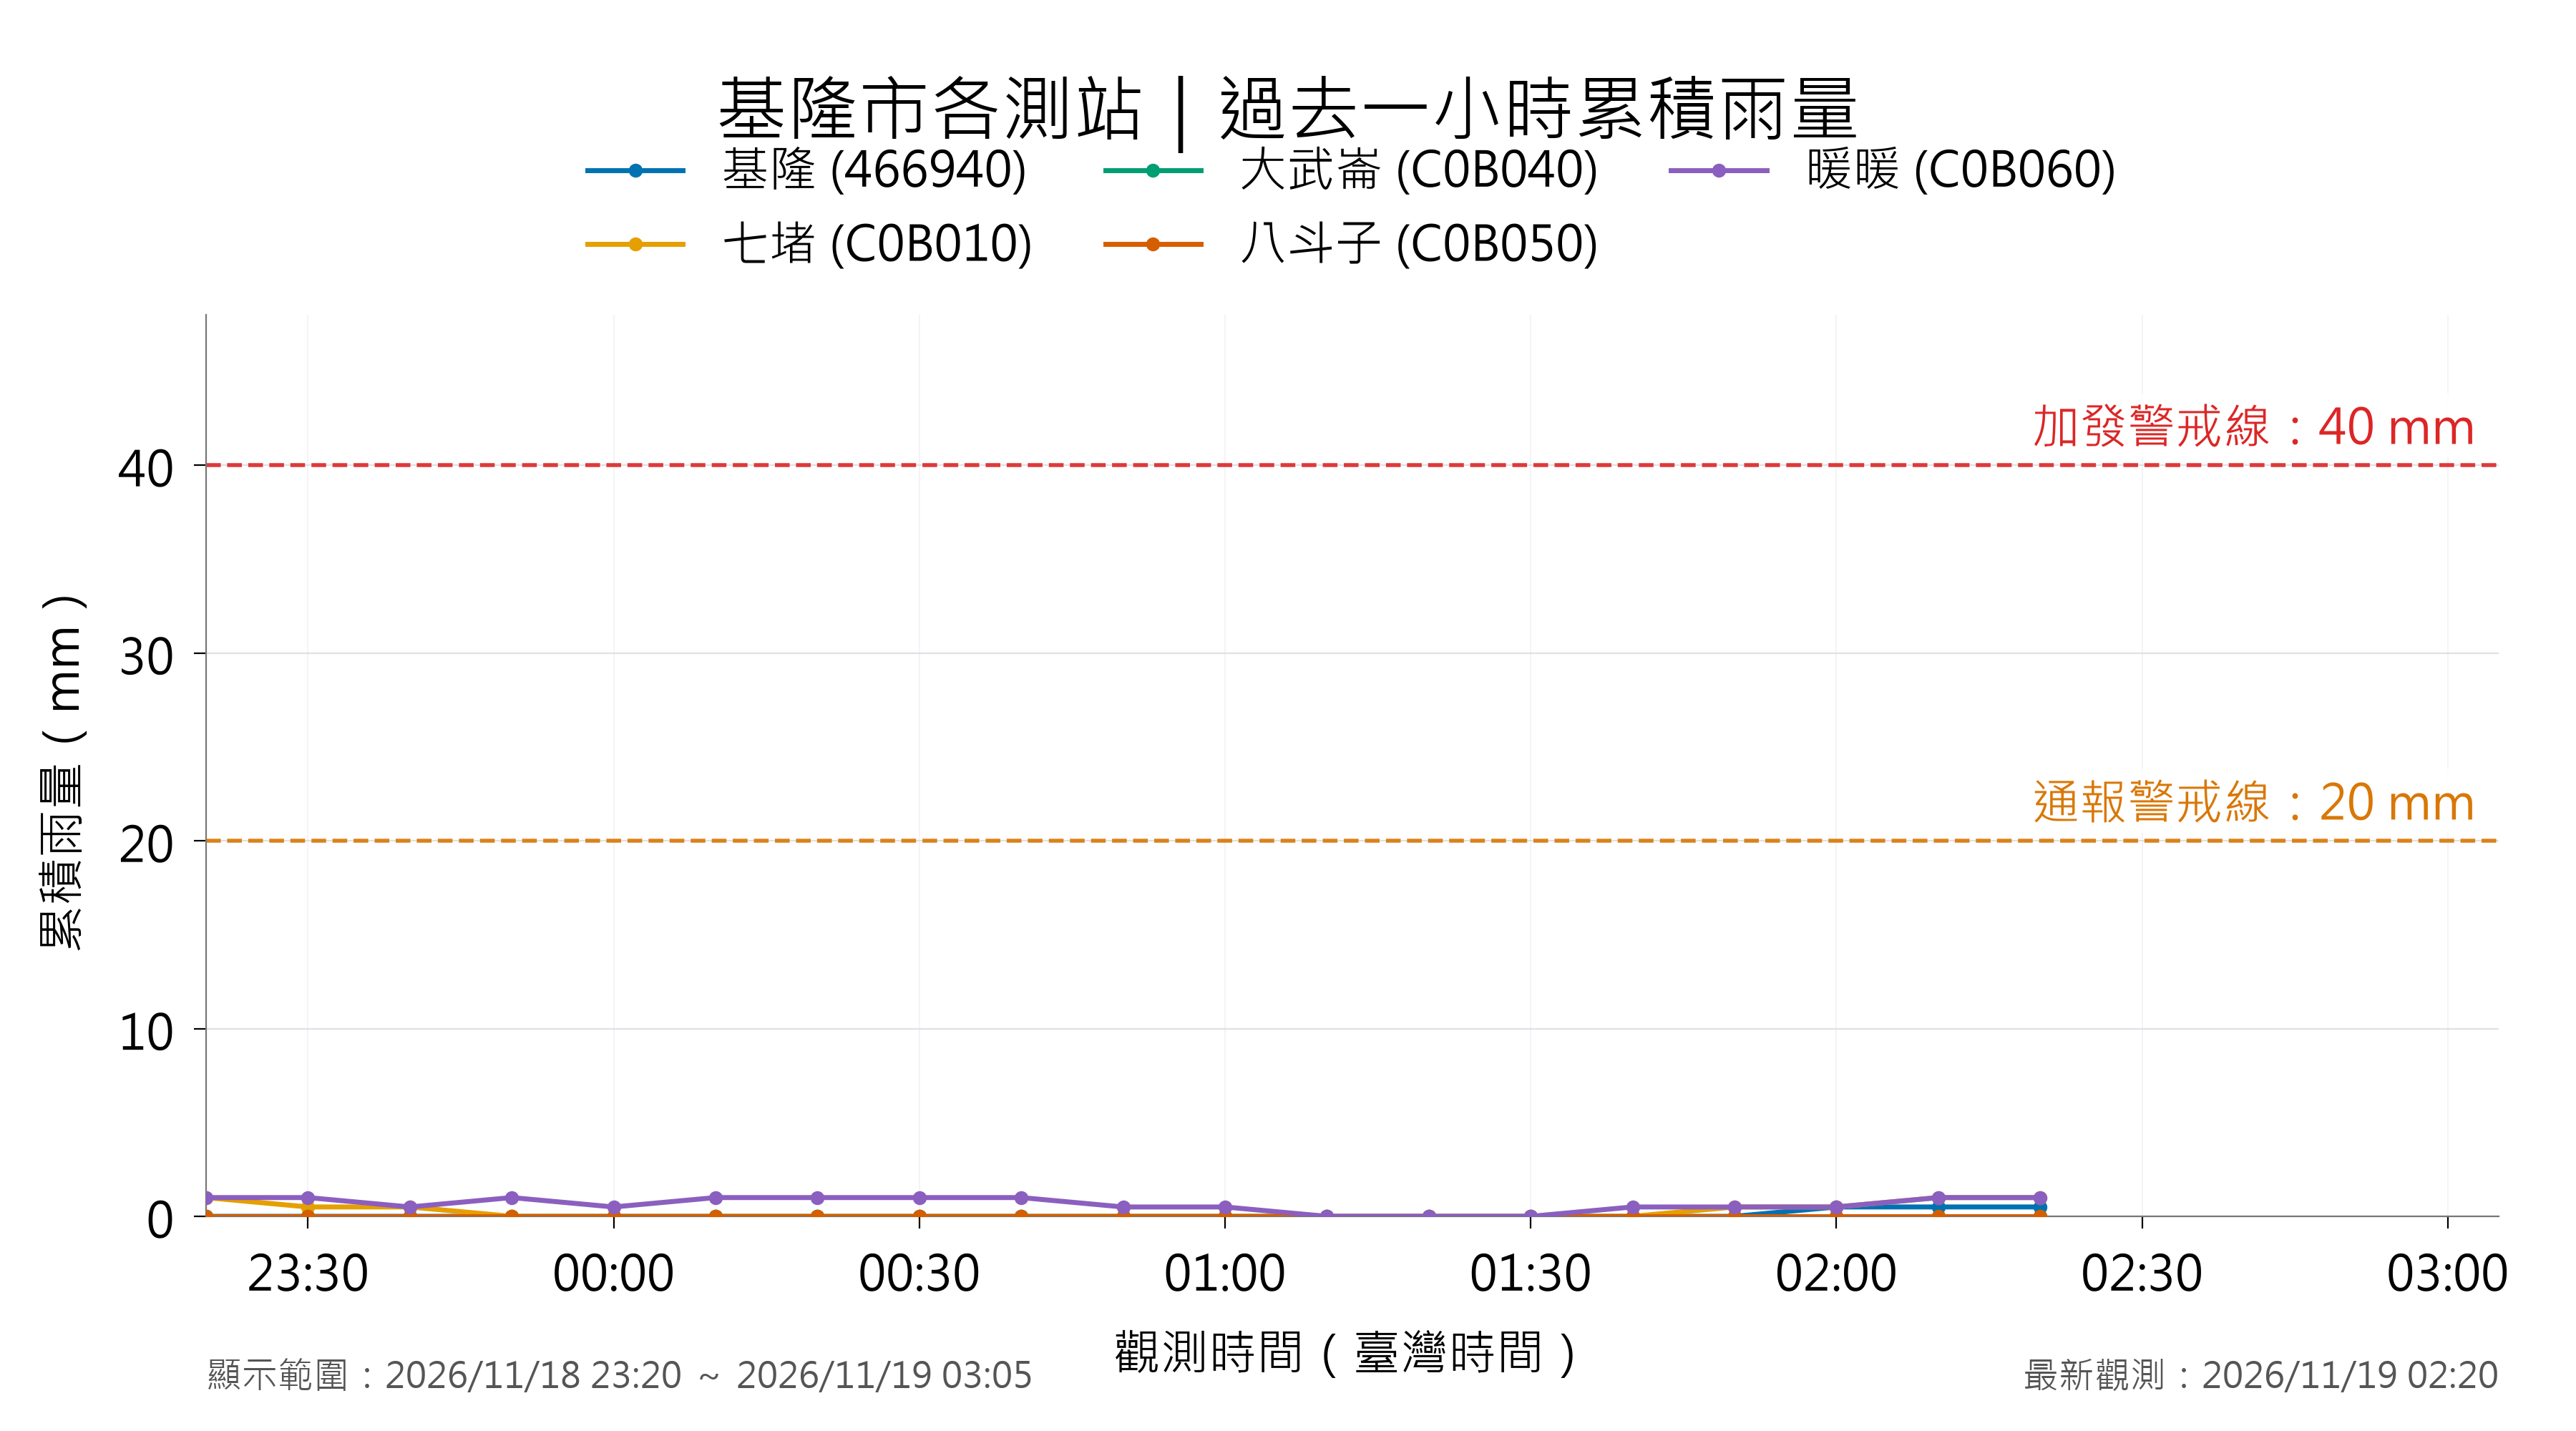 基隆市各測站｜過去一小時累積雨量
基隆 (466940)
大武崙 (C0B040)
暖暖 (C0B060)
七堵 (C0B010)
八斗子 (C0B050)
累積雨量（mm）
40
30
20
10
0
加發警戒線：40 mm
通報警戒線：20 mm
23:30
00:00
00:30
01:00
01:30
02:00
02:30
03:00
觀測時間（臺灣時間）
顯示範圍：2026/11/18 23:20 ~ 2026/11/19 03:05
最新觀測：2026/11/19 02:20